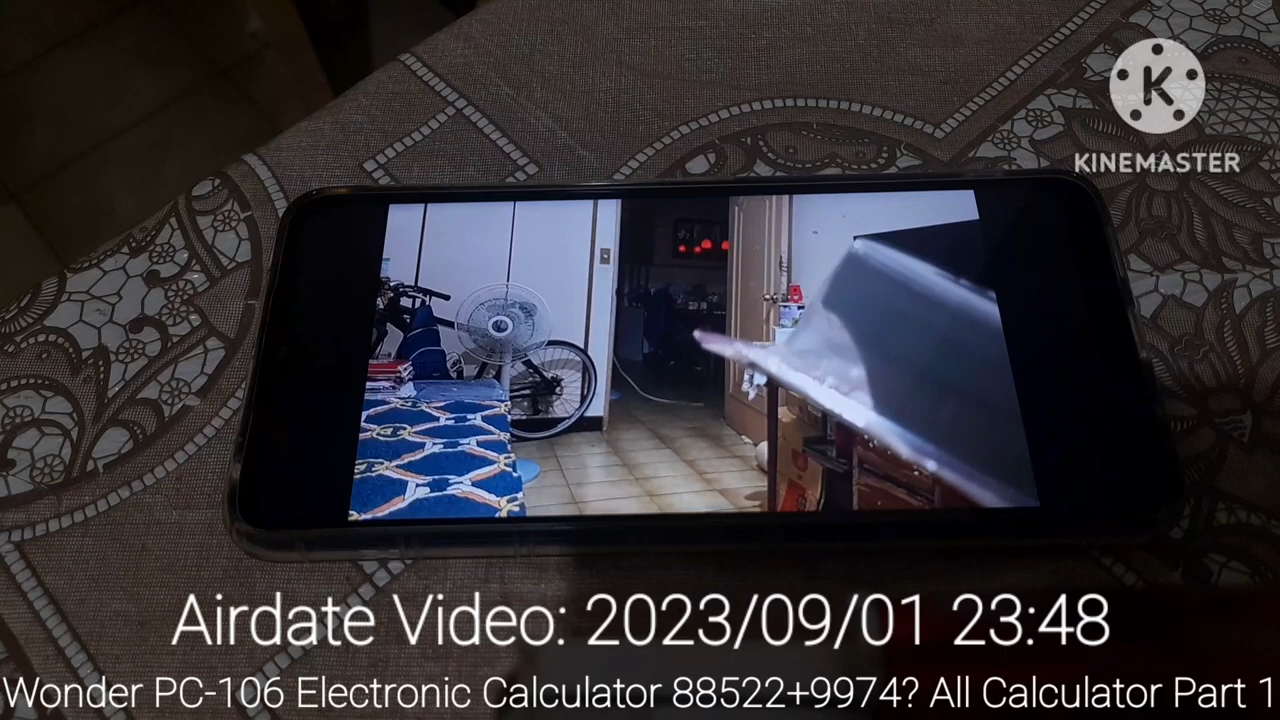 K
KINEMASTER
Airdate Video: 2023/09/01 23:48
Wonder PC-106 Electronic Calculator 88522+9974? All Calculator Part 1